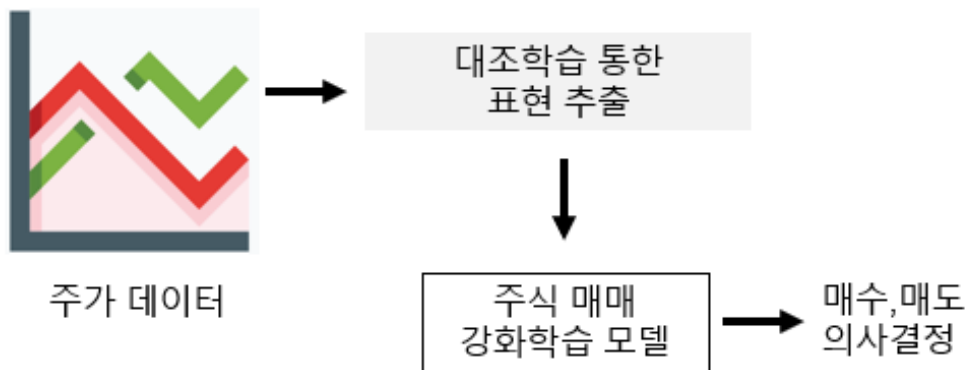 대조학습 통한
표현 추출
주가 데이터
주식 매매
강화학습 모델
매수,매도
의사결정